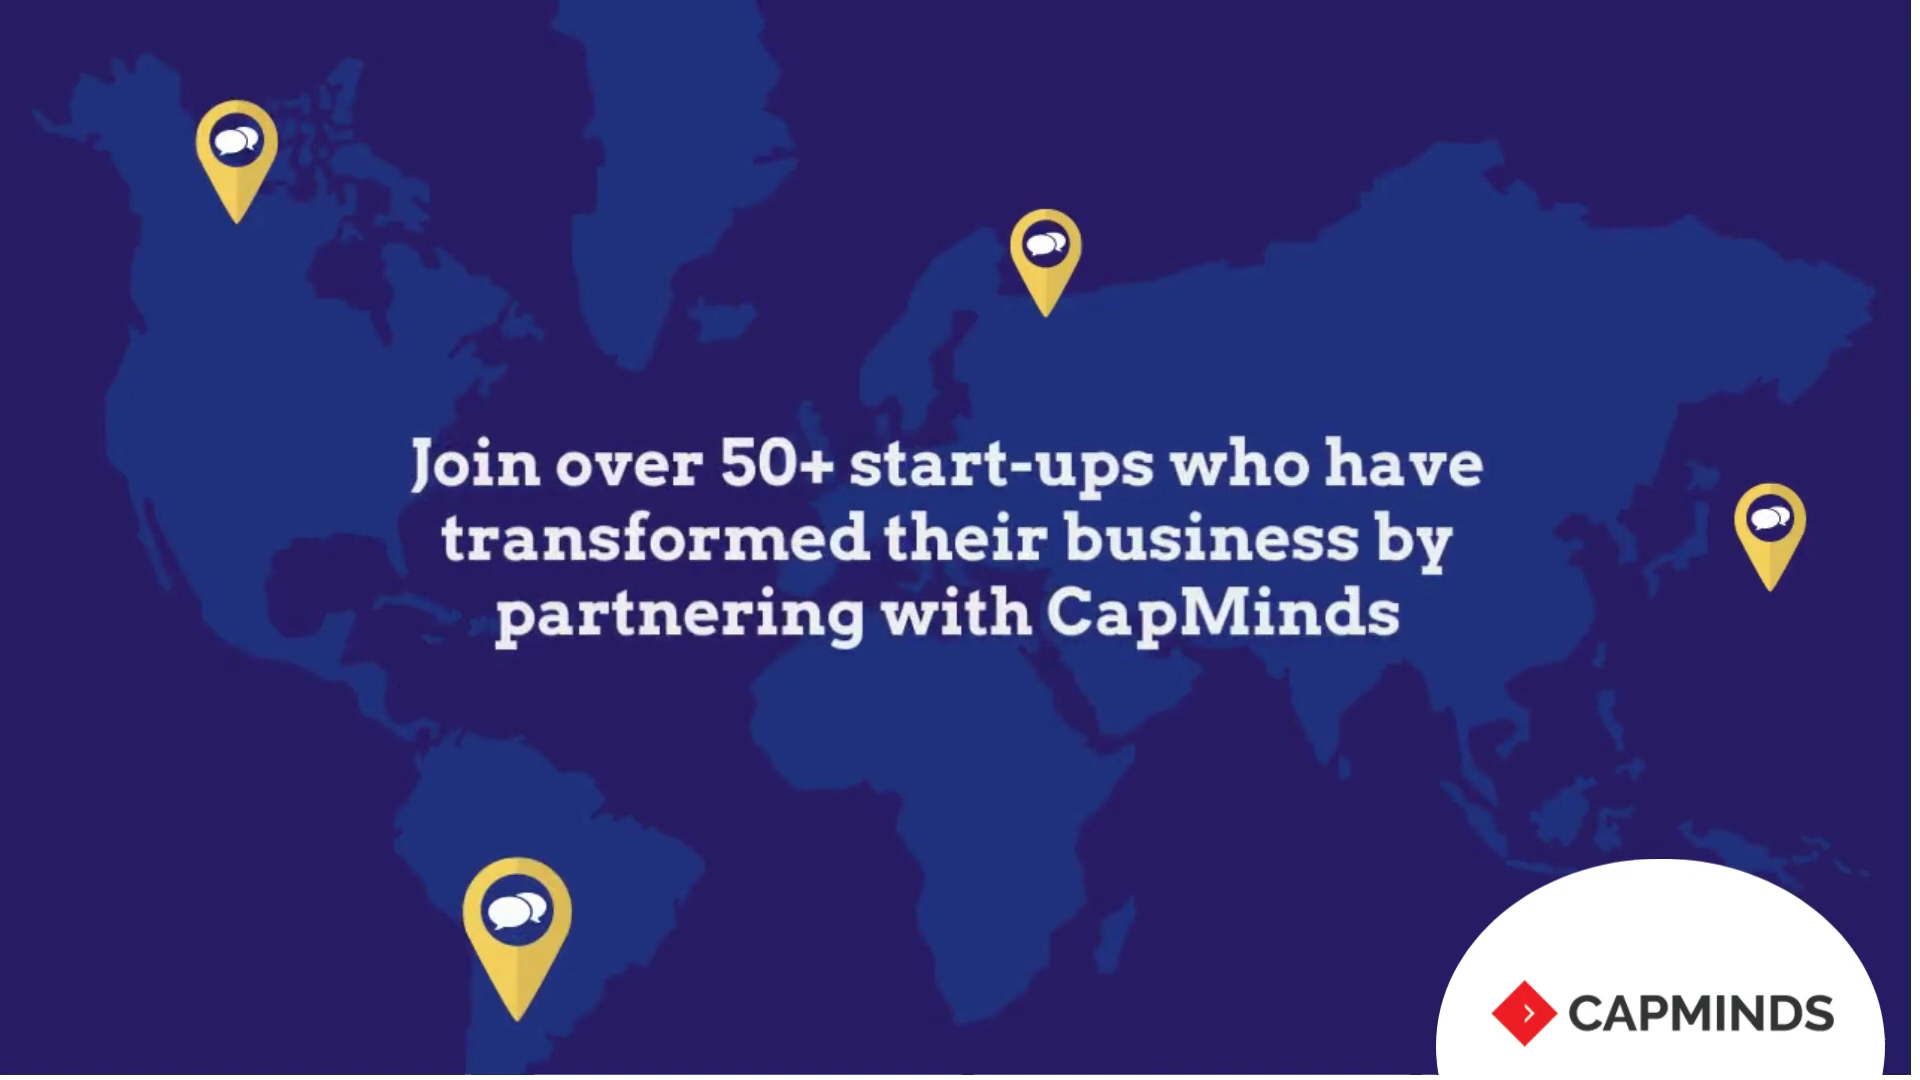 Join over 50+ start-ups who have
transformed their business by
partnering with CapMinds
CAPMINDS